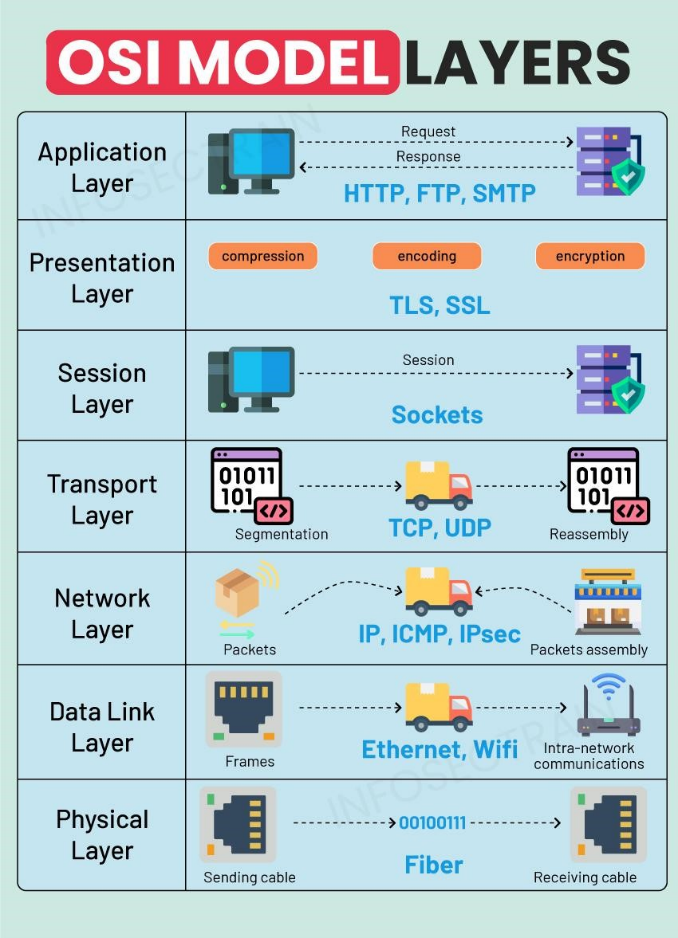 OSI MODEL LAYERS
Application
Layer
Request
Response
HTTP, FTP, SMTP
Presentation
Layer
compression
encoding
encryption
TLS, SSL
Session
Layer
Session
Sockets
Transport
Layer
01011
101
</>
Segmentation
TCP, UDP
01011
101
</>
Reassembly
Network
Layer
Packets
IP, ICMP, IPsec
Packets assembly
Data Link
Layer
Frames
Ethernet, Wifi
Intra-network
communications
Physical
Layer
Sending cable
00100111
Fiber
Receiving cable
INFOSECTRAIN
INFOSECTRAIN